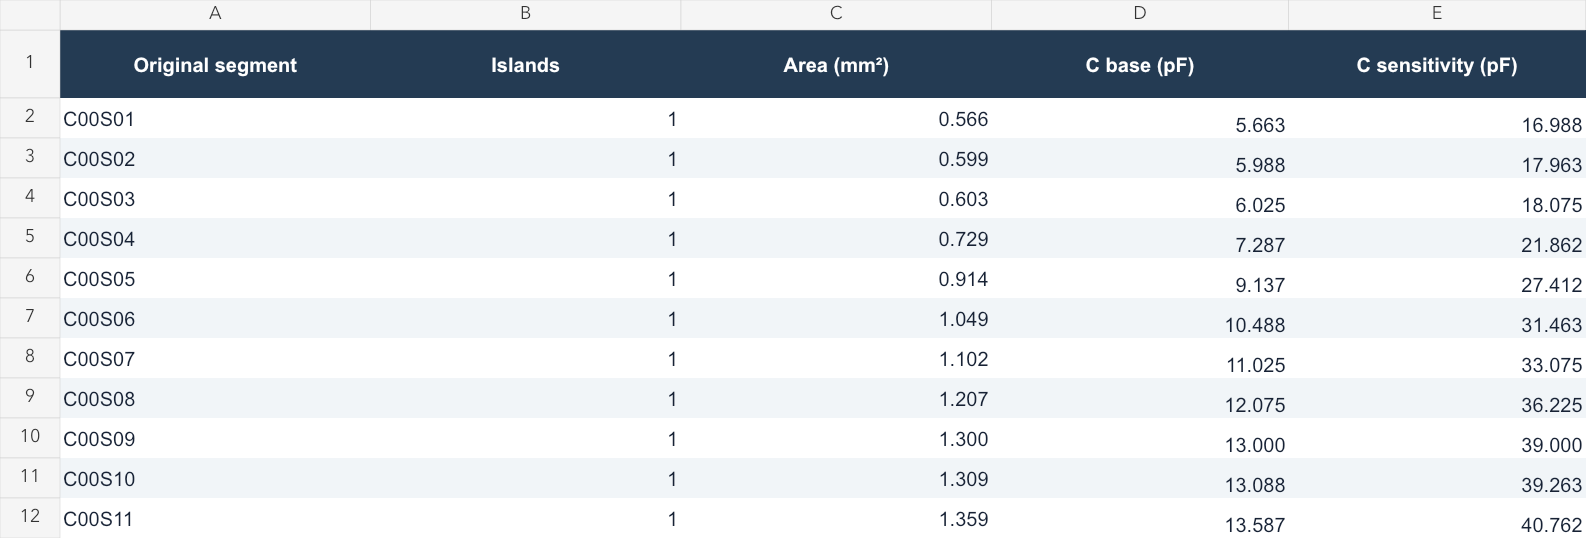 A B C D E
1 Original segment Islands Area (mm²) C base (pF) C sensitivity (pF)
2 C00S01 1 0.566 5.663 16.988
3 C00S02 1 0.599 5.988 17.963
4 C00S03 1 0.603 6.025 18.075
5 C00S04 1 0.729 7.287 21.862
6 C00S05 1 0.914 9.137 27.412
7 C00S06 1 1.049 10.488 31.463
8 C00S07 1 1.102 11.025 33.075
9 C00S08 1 1.207 12.075 36.225
10 C00S09 1 1.300 13.000 39.000
11 C00S10 1 1.309 13.088 39.263
12 C00S11 1 1.359 13.587 40.762